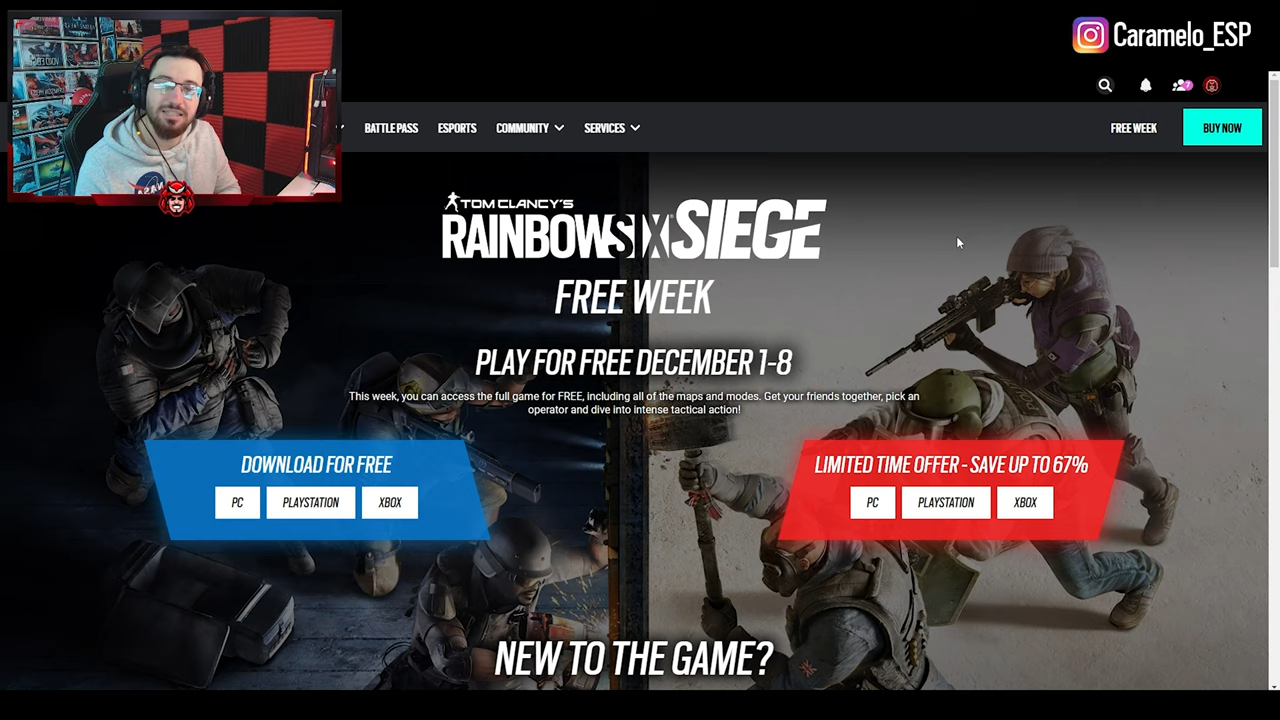 Caramelo_ESP
7
BATTLE PASS
ESPORTS
COMMUNITY
SERVICES
FREE WEEK
BUY NOW
TOM CLANCY'S
RAINBOWSIX SIEGE
FREE WEEK
PLAY FOR FREE DECEMBER 1-8
This week, you can access the full game for FREE, including all of the maps and modes. Get your friends together, pick an
operator and dive into intense tactical action!
DOWNLOAD FOR FREE
PC
PLAYSTATION
XBOX
LIMITED TIME OFFER - SAVE UP TO 67%
PC
PLAYSTATION
XBOX
NEW TO THE GAME?